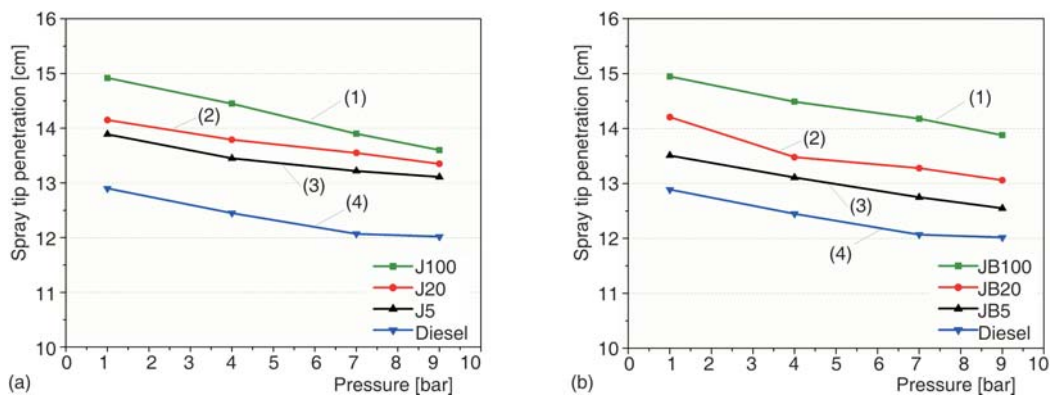 Spray tip penetration [cm]
16
15
14
13
12
11
10
(1)
(2)
(3)
(4)
J100
J20
J5
Diesel
0 1 2 3 4 5 6 7 8 9 10
(a)
Pressure [bar]
Spray tip penetration [cm]
16
15
14
13
12
11
10
(1)
(2)
(3)
(4)
JB100
JB20
JB5
Diesel
0 1 2 3 4 5 6 7 8 9 10
(b)
Pressure [bar]